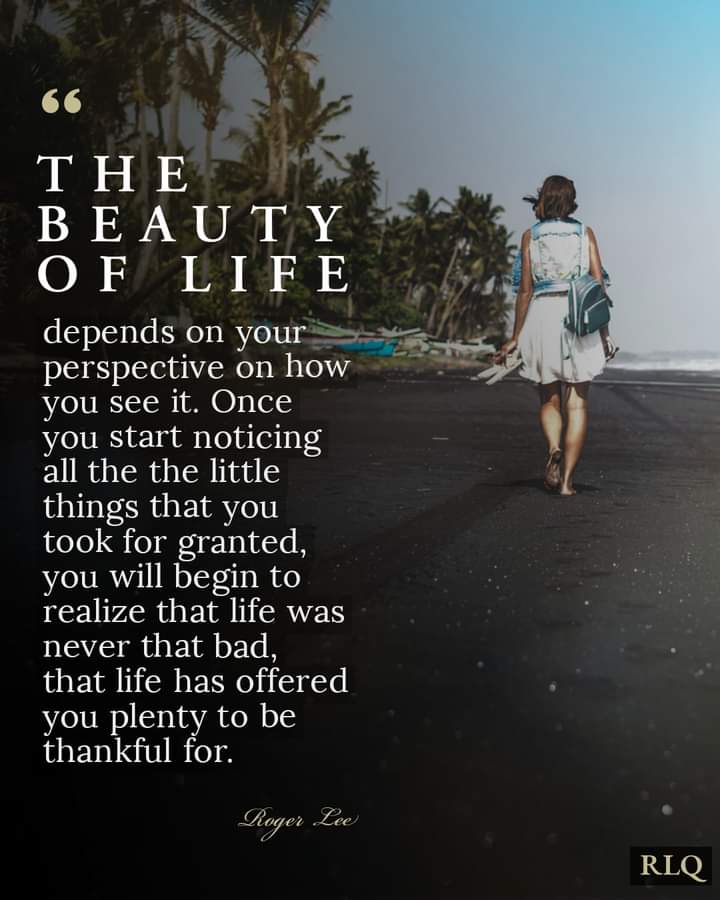 “
THE
BEAUTY
OF LIFE
depends on your
perspective on how
you see it. Once
you start noticing
all the the little
things that you
took for granted,
you will begin to
realize that life was
never that bad,
that life has offered
you plenty to be
thankful for.
Roger Lee
RLQ